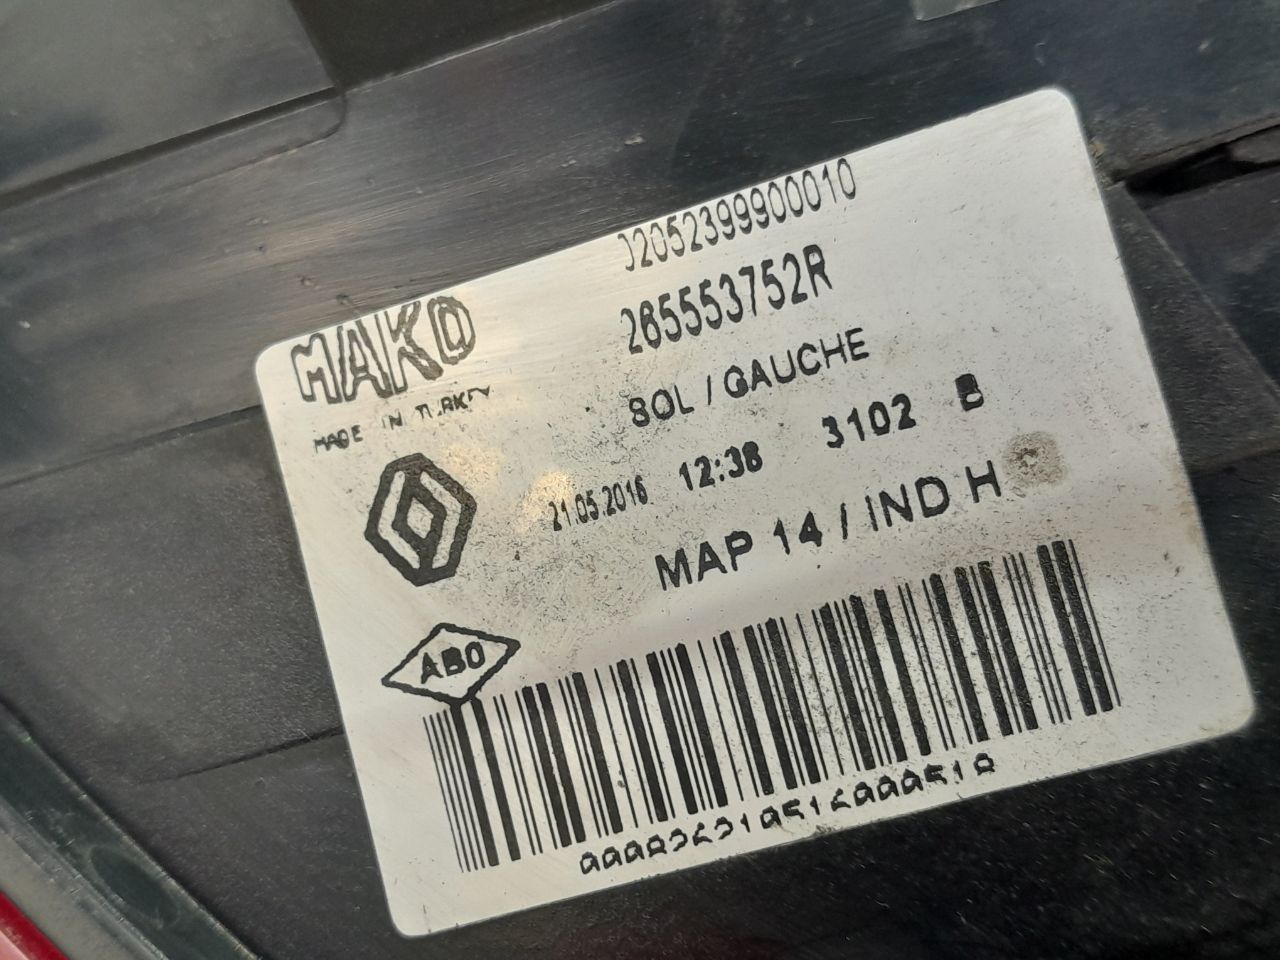 MAKO
MADE IN TURKEY
J2052399900010
265553752R
SOL / GAUCHE
21.05.2016 12:38 3102 B
MAP 14 / IND H
ABO